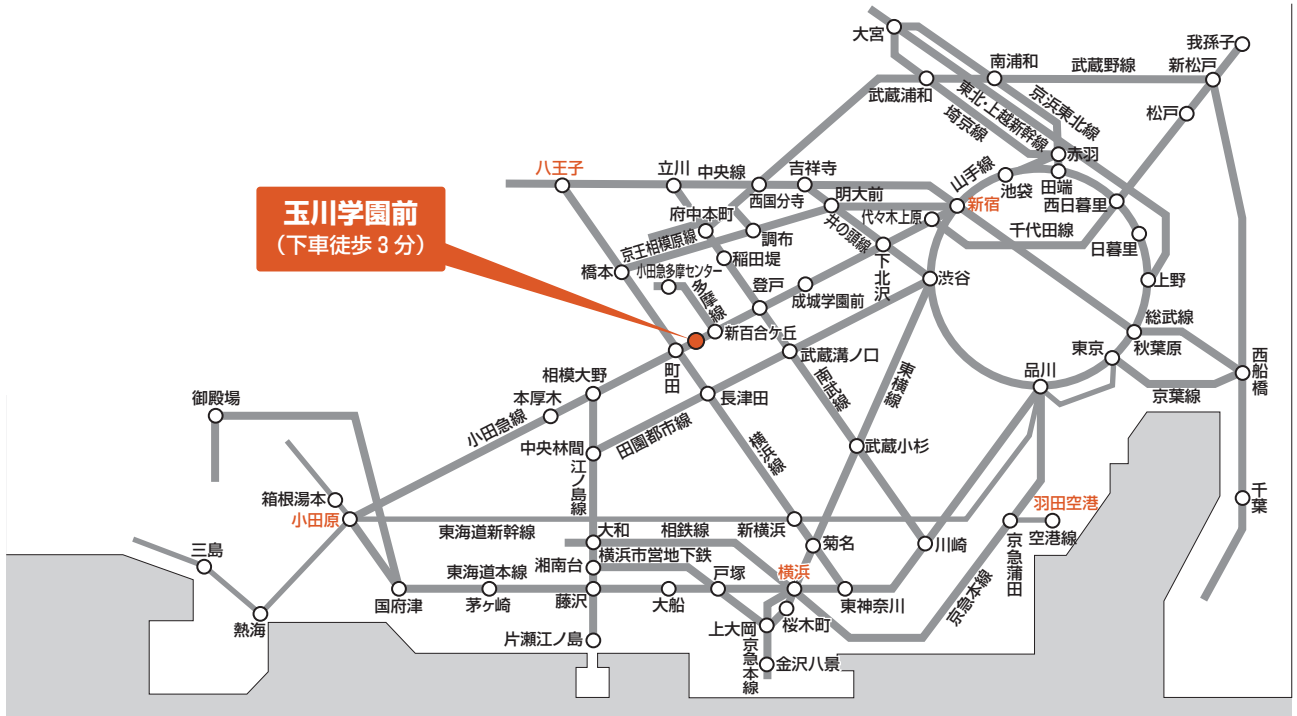 大宮
我孫子
南浦和
武蔵野線
新松戸
武蔵浦和
東北・上越新幹線
京浜東北線
埼京線
松戸
赤羽
八王子
立川
中央線
吉祥寺
山手線
池袋
田端
西国分寺
明大前
新宿
西日暮里
玉川学園前
（下車徒歩3分）
府中本町
代々木上原
千代田線
京王相模原線
調布
井の頭線
日暮里
橋本
小田急多摩センター
稲田堤
下北沢
渋谷
上野
多摩線
登戸
成城学園前
新百合ケ丘
総武線
秋葉原
東京
町田
武蔵溝ノ口
西船橋
品川
京葉線
相模大野
長津田
南武線
東横線
御殿場
本厚木
小田急線
中央林間
田園都市線
横浜線
武蔵小杉
江ノ島線
箱根湯本
小田原
千葉
羽田空港
東海道新幹線
大和
相鉄線
新横浜
菊名
川崎
空港線
京急蒲田
三島
湘南台
横浜市営地下鉄
戸塚
横浜
東海道本線
国府津
茅ヶ崎
藤沢
大船
東神奈川
京急本線
熱海
上大岡
桜木町
片瀬江ノ島
京急本線
金沢八景